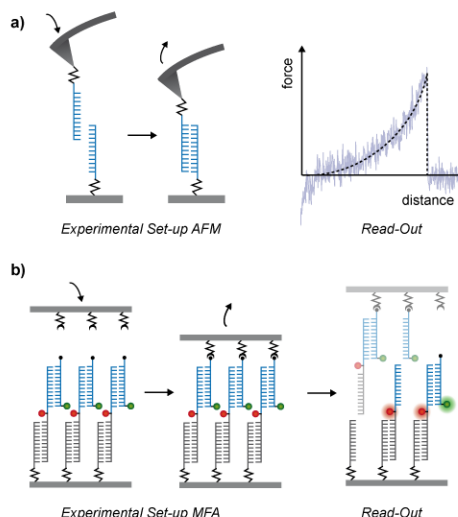 a)
force
distance
Experimental Set-up AFM
Read-Out
b)
Experimental Set-up MFA
Read-Out